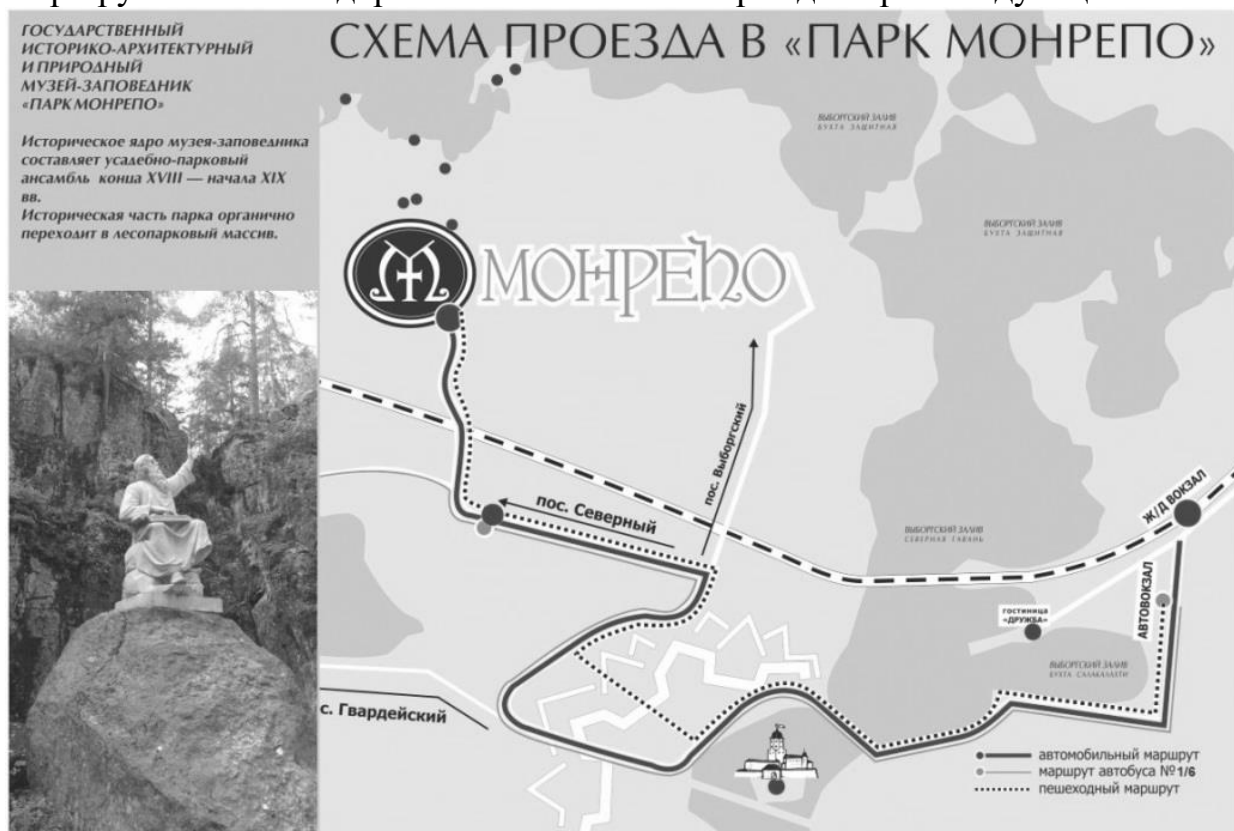 СХЕМА ПРОЕЗДА В «ПАРК МОНРЕПО»
ГОСУДАРСТВЕННЫЙ
ИСТОРИКО-АРХИТЕКТУРНЫЙ
И ПРИРОДНЫЙ
МУЗЕЙ-ЗАПОВЕДНИК
«ПАРК МОНРЕПО»
Историческое ядро музея-заповедника
составляет усадебно-парковый
ансамбль конца XVIII — начала XIX
вв.
Историческая часть парка органично
переходит в лесопарковый массив.
ВЫБОРГСКИЙ ЗАЛИВ
БУХТА ЗАЩИТНАЯ
ВЫБОРГСКИЙ ЗАЛИВ
БУХТА ЗАЩИТНАЯ
МОНРЕПО
пос. Выборгский
пос. Северный
Ж/Д ВОКЗАЛ
ВЫБОРГСКИЙ ЗАЛИВ
СЕВЕРНАЯ ГАВАНЬ
АВТОВОКЗАЛ
ГОСТИНИЦА
«ДРУЖБА»
ВЫБОРГСКИЙ ЗАЛИВ
БУХТА САЛАКАЛАХТИ
с. Гвардейский
автомобильный маршрут
маршрут автобуса №1/6
пешеходный маршрут